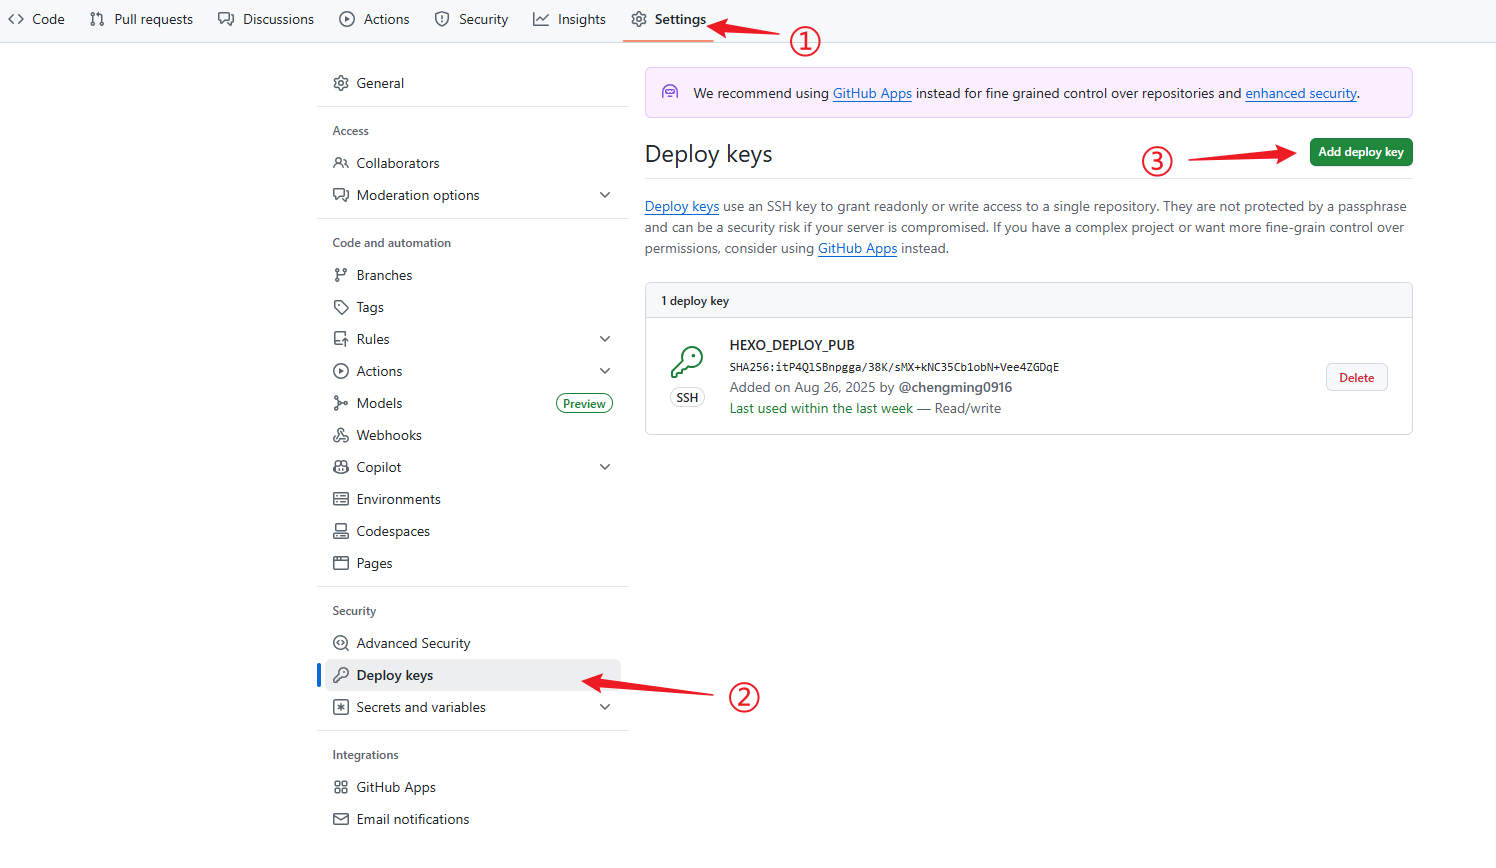 Code Pull requests Discussions Actions Security Insights Settings
①
General
Access
Collaborators
Moderation options
Code and automation
Branches
Tags
Rules
Actions
Models Preview
Webhooks
Copilot
Environments
Codespaces
Pages
Security
Advanced Security
Deploy keys
②
Secrets and variables
Integrations
GitHub Apps
Email notifications
We recommend using GitHub Apps instead for fine grained control over repositories and enhanced security.
Deploy keys
③
Add deploy key
Deploy keys use an SSH key to grant readonly or write access to a single repository. They are not protected by a passphrase
and can be a security risk if your server is compromised. If you have a complex project or want more fine-grain control over
permissions, consider using GitHub Apps instead.
1 deploy key
HEXO_DEPLOY_PUB
SHA256:itP4QlSBnpgga/38K/sMX+kNC35Cb1obN+Vee4ZGDqE
Added on Aug 26, 2025 by @chengming0916
Last used within the last week — Read/write
SSH
Delete